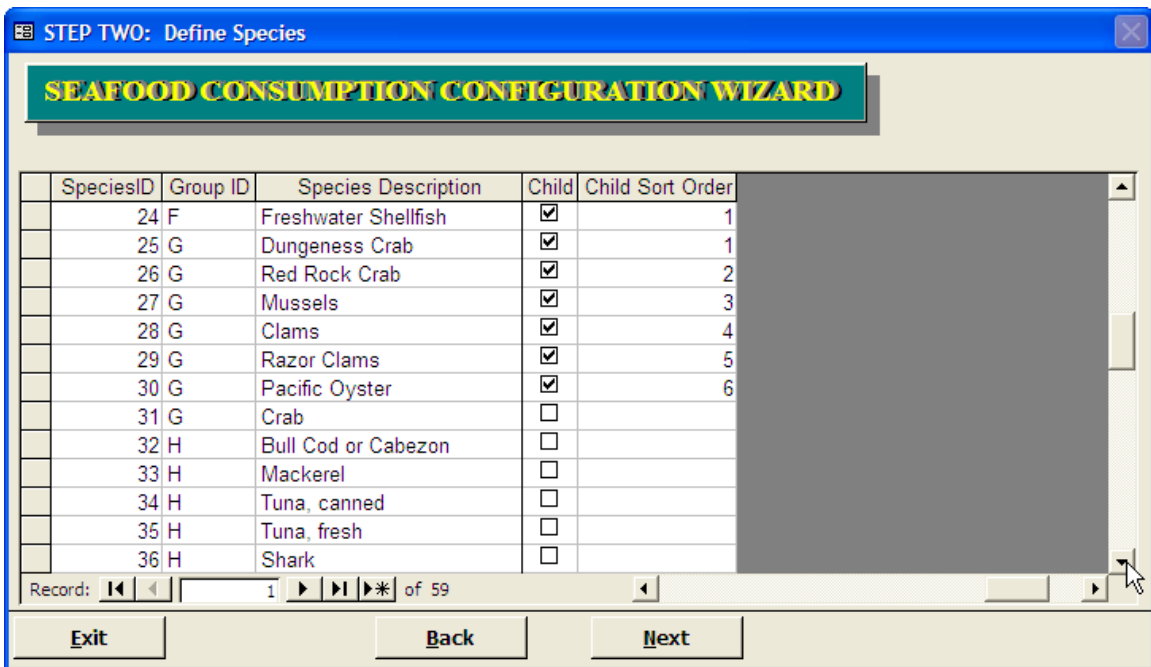 STEP TWO: Define Species
SEAFOOD CONSUMPTION CONFIGURATION WIZARD
SpeciesID Group ID Species Description Child Child Sort Order
24 F Freshwater Shellfish 1
25 G Dungeness Crab 1
26 G Red Rock Crab 2
27 G Mussels 3
28 G Clams 4
29 G Razor Clams 5
30 G Pacific Oyster 6
31 G Crab
32 H Bull Cod or Cabezon
33 H Mackerel
34 H Tuna, canned
35 H Tuna, fresh
36 H Shark
Record: 1 of 59
Exit Back Next